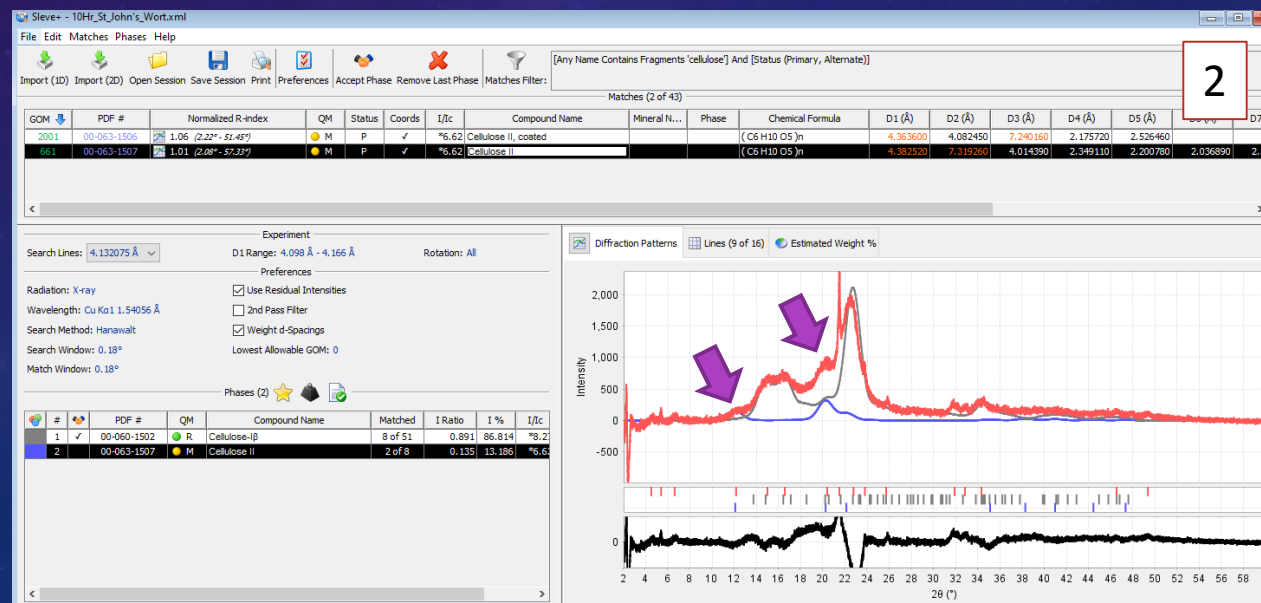 Sleve+ - 10Hr_St_John's_Wort.xml
File Edit Matches Phases Help
2
Import (1D) Import (2D) Open Session Save Session Print Preferences Accept Phase Remove Last Phase Matches Filter: [Any Name Contains Fragments 'cellulose'] And [Status (Primary, Alternate)]
Matches (2 of 43)
GOM PDF # Normalized R-index QM Status Coords I/Ic Compound Name Mineral N... Phase Chemical Formula D1 (Å) D2 (Å) D3 (Å) D4 (Å) D5 (Å) D7
2001 00-063-1506 1.06 (2.22° - 51.45°) M P ✓ *6.62 Cellulose II, coated ( C6 H10 O5 )n 4.363600 4.082450 7.240160 2.175720 2.526460
661 00-063-1507 1.01 (2.08° - 57.33°) M P ✓ *6.62 Cellulose II ( C6 H10 O5 )n 4.382520 7.319260 4.014390 2.349110 2.200780 2.036890 2.
Experiment
Search Lines: 4.132075 Å D1 Range: 4.098 Å - 4.166 Å Rotation: All
Preferences
Radiation: X-ray Use Residual Intensities
Wavelength: Cu Kα1 1.54056 Å 2nd Pass Filter
Search Method: Hanawalt Weight d-Spacings
Search Window: 0.18° Lowest Allowable GOM: 0
Match Window: 0.18°
Phases (2)
# PDF # QM Compound Name Matched I Ratio I % I/Ic
1 ✓ 00-060-1502 R Cellulose-Iβ 8 of 51 0.891 86.814 *8.2
2 00-063-1507 M Cellulose II 2 of 8 0.135 13.186 *6.6
Diffraction Patterns Lines (9 of 16) Estimated Weight %
Intensity
2,000
1,500
1,000
500
0
-500
0
2 4 6 8 10 12 14 16 18 20 22 24 26 28 30 32 34 36 38 40 42 44 46 48 50 52 54 56 58
2θ (°)